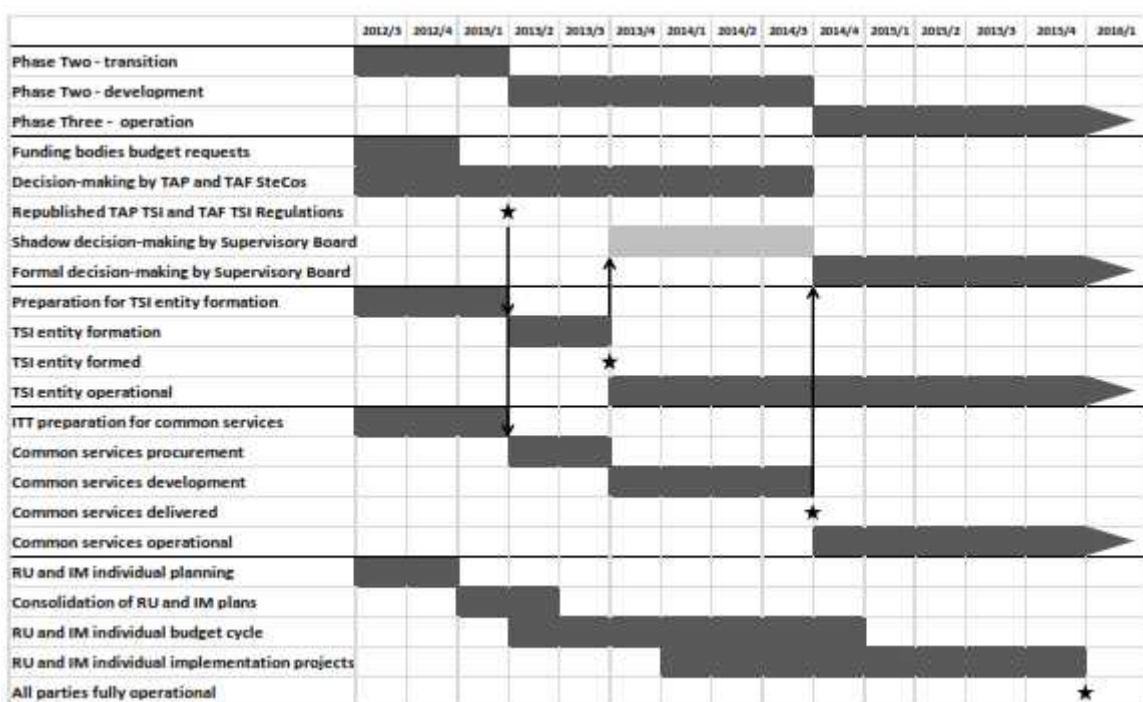 2012/3 2012/4 2013/1 2013/2 2013/3 2013/4 2014/1 2014/2 2014/3 2014/4 2015/1 2015/2 2015/3 2015/4 2016/1
Phase Two - transition
Phase Two - development
Phase Three - operation
Funding bodies budget requests
Decision-making by TAP and TAF SteCos
Republished TAP TSI and TAF TSI Regulations
Shadow decision-making by Supervisory Board
Formal decision-making by Supervisory Board
Preparation for TSI entity formation
TSI entity formation
TSI entity formed
TSI entity operational
ITT preparation for common services
Common services procurement
Common services development
Common services delivered
Common services operational
RU and IM individual planning
Consolidation of RU and IM plans
RU and IM individual budget cycle
RU and IM individual implementation projects
All parties fully operational